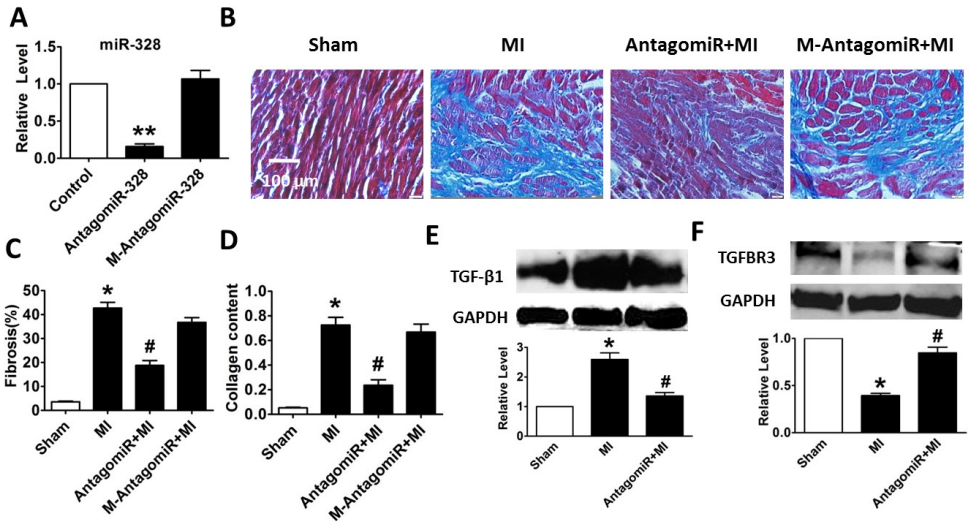 A
miR-328
Relative Level
1.5
1.0
0.5
0.0
**
Control
AntagomiR-328
M-AntagomiR-328
B
Sham
MI
AntagomiR+MI
M-AntagomiR+MI
100 μm
C
Fibrosis(%)
50
40
30
20
10
0
*
#
Sham
MI
AntagomiR+MI
M-AntagomiR+MI
D
Collagen content
1.0
0.8
0.6
0.4
0.2
0.0
*
#
Sham
MI
AntagomiR+MI
M-AntagomiR+MI
E
TGF-β1
GAPDH
Relative Level
3
2
1
0
*
#
Sham
MI
AntagomiR+MI
F
TGFBR3
GAPDH
Relative Level
1.0
0.5
0.0
*
#
Sham
MI
AntagomiR+MI